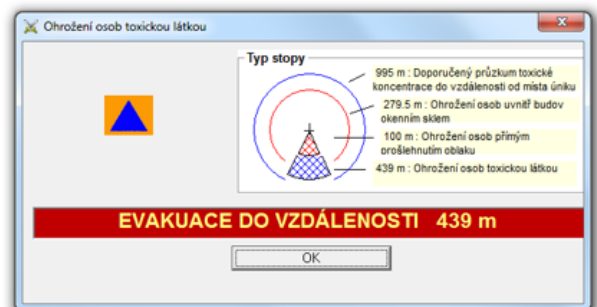 Ohrožení osob toxickou látkou
Typ stopy
995 m : Doporučený průzkum toxické
koncentrace do vzdálenosti od místa úniku
279.5 m : Ohrožení osob uvnitř budov
okenním sklem
100 m : Ohrožení osob přímým
prošlehnutím oblaku
439 m : Ohrožení osob toxickou látkou
EVAKUACE DO VZDÁLENOSTI 439 m
OK